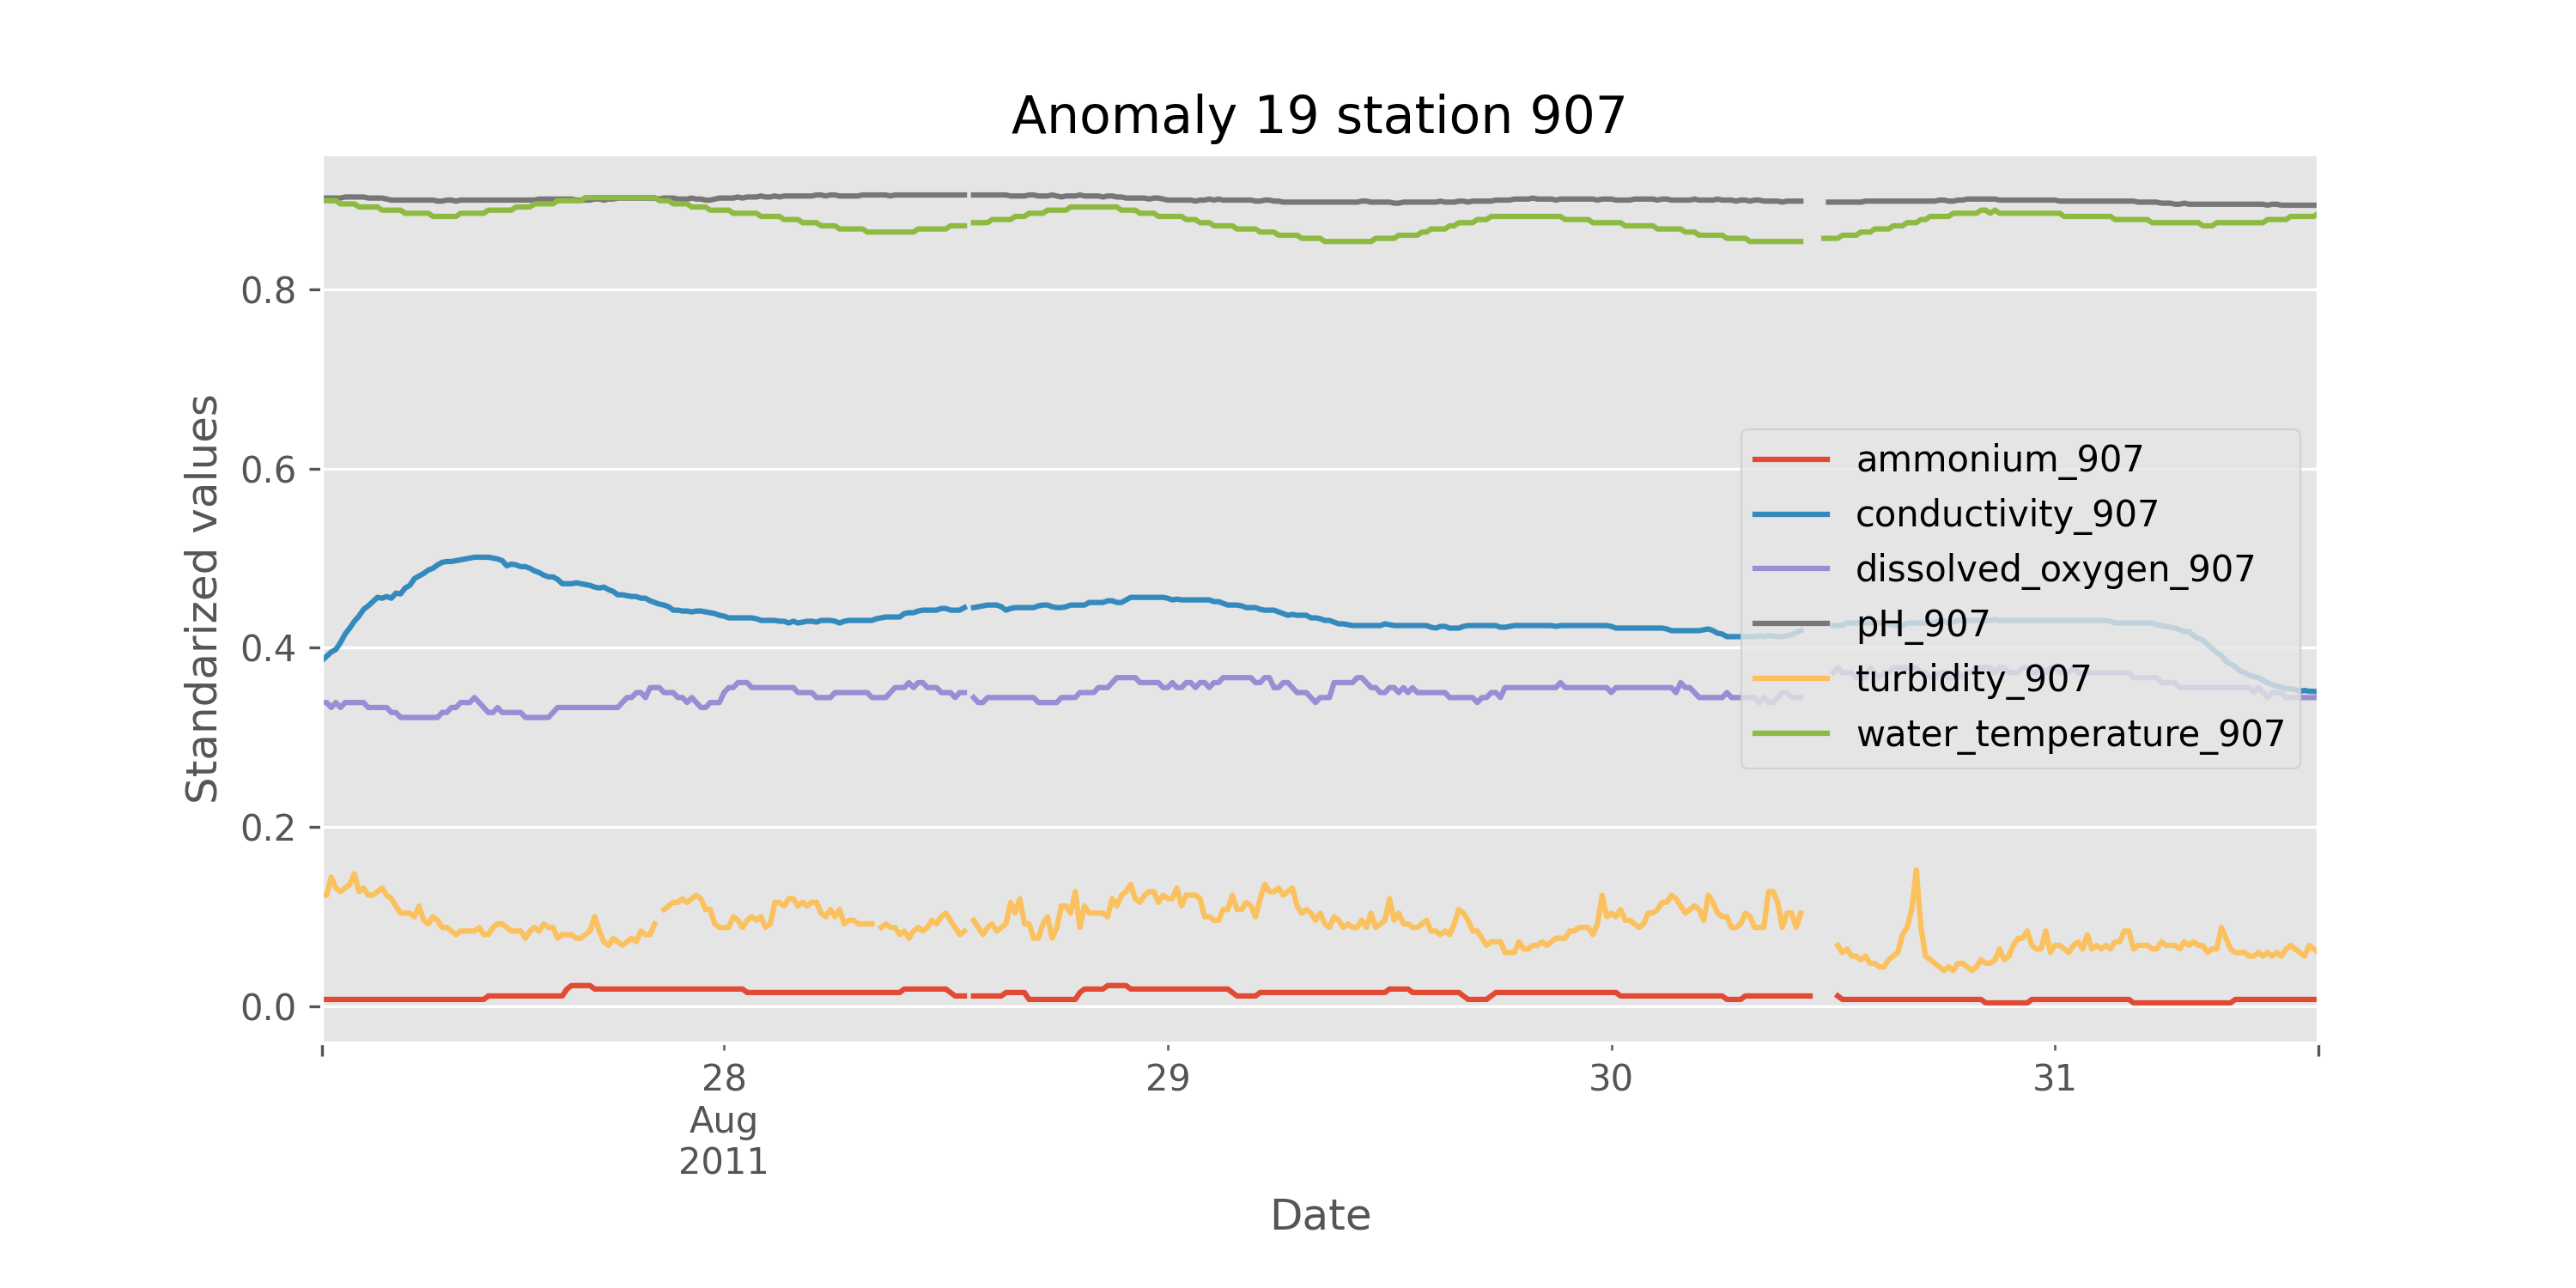 Anomaly 19 station 907
Standarized values
0.8
0.6
0.4
0.2
0.0
ammonium_907
conductivity_907
dissolved_oxygen_907
pH_907
turbidity_907
water_temperature_907
28
29
30
31
Aug
2011
Date